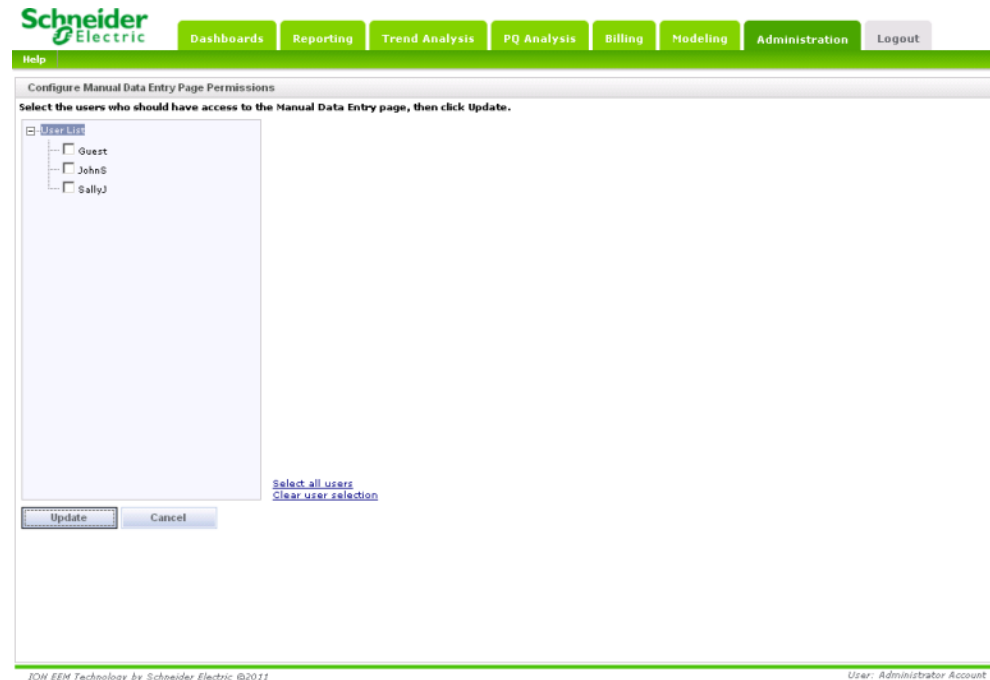 Schneider
Electric
Dashboards Reporting Trend Analysis PQ Analysis Billing Modeling Administration Logout
Help
Configure Manual Data Entry Page Permissions
Select the users who should have access to the Manual Data Entry page, then click Update.
User List
Guest
JohnS
SallyJ
Select all users
Clear user selection
Update Cancel
ION EEM Technology by Schneider Electric ©2011 User: Administrator Account